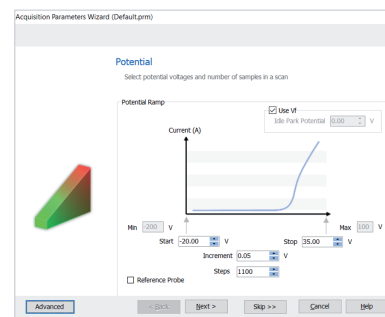 Acquisition Parameters Wizard (Default.prm)
Potential
Select potential voltages and number of samples in a scan
Potential Ramp
Use Vf
Idle Park Potential 0.00 V
Current (A)
Min -200 V
Max 100 V
Start -20.00 V
Stop 35.00 V
Increment 0.05 V
Steps 1100
Reference Probe
Advanced
< Back
Next >
Skip >>
Cancel
Help